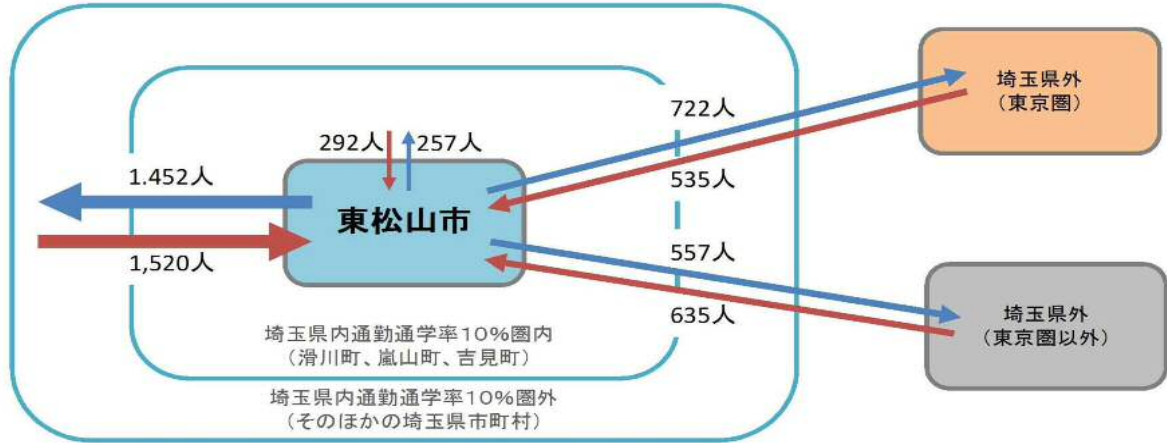 埼玉県外
（東京圏）
722人
292人
257人
1.452人
535人
東松山市
1,520人
557人
635人
埼玉県外
（東京圏以外）
埼玉県内通勤通学率10%圏内
（滑川町、嵐山町、吉見町）
埼玉県内通勤通学率10%圏外
（そのほかの埼玉県市町村）